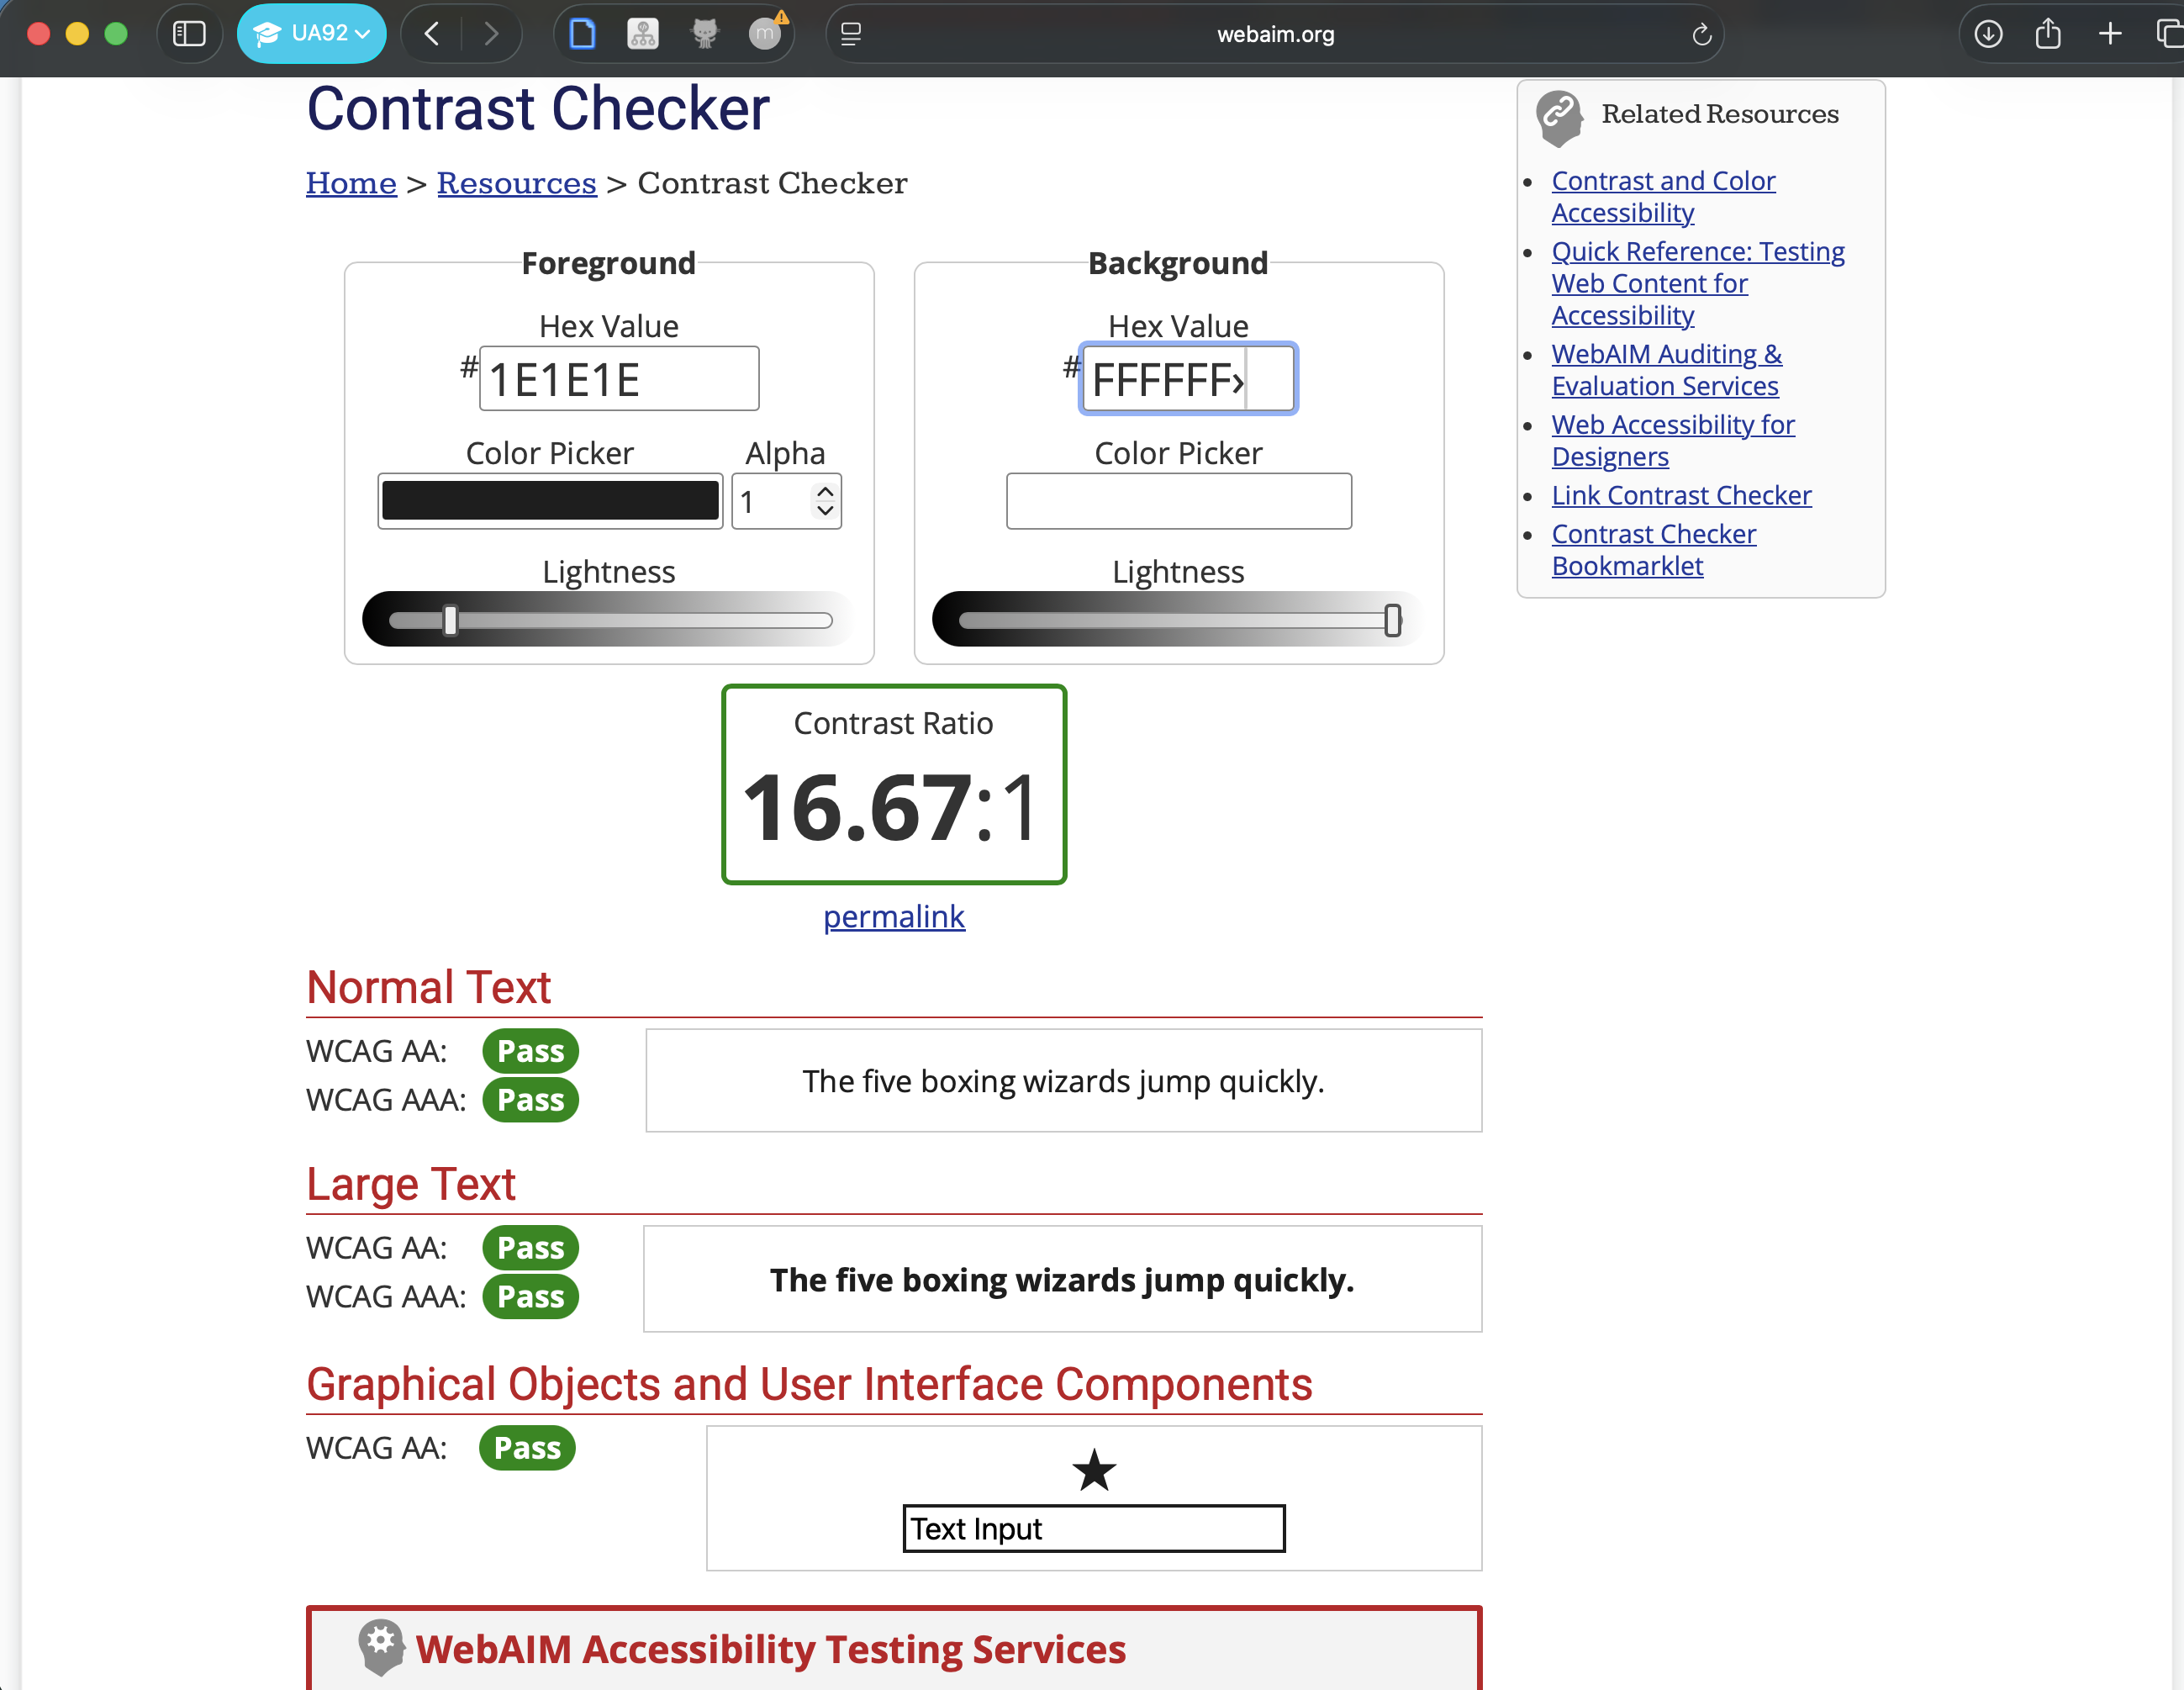 UA92
m
webaim.org
Contrast Checker
Home > Resources > Contrast Checker
Foreground
Hex Value
#1E1E1E
Color Picker
Alpha
1
Lightness
Background
Hex Value
#FFFFFF›
Color Picker
Lightness
Contrast Ratio
16.67:1
permalink
Normal Text
WCAG AA: Pass
WCAG AAA: Pass
The five boxing wizards jump quickly.
Large Text
WCAG AA: Pass
WCAG AAA: Pass
The five boxing wizards jump quickly.
Graphical Objects and User Interface Components
WCAG AA: Pass
Text Input
WebAIM Accessibility Testing Services
Related Resources
Contrast and Color
Accessibility
Quick Reference: Testing
Web Content for
Accessibility
WebAIM Auditing &
Evaluation Services
Web Accessibility for
Designers
Link Contrast Checker
Contrast Checker
Bookmarklet